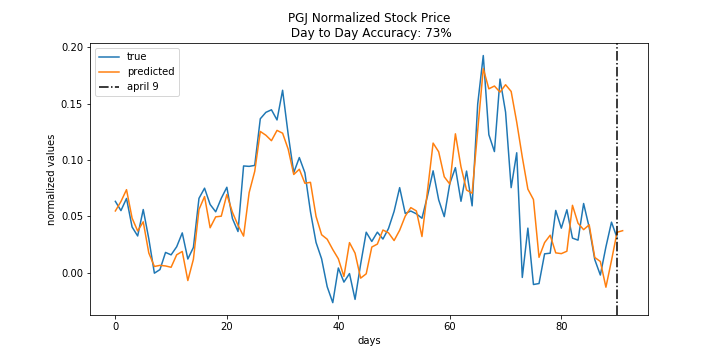 PGJ Normalized Stock Price
Day to Day Accuracy: 73%
true
predicted
april 9
normalized values
0.20
0.15
0.10
0.05
0.00
0
20
40
60
80
days